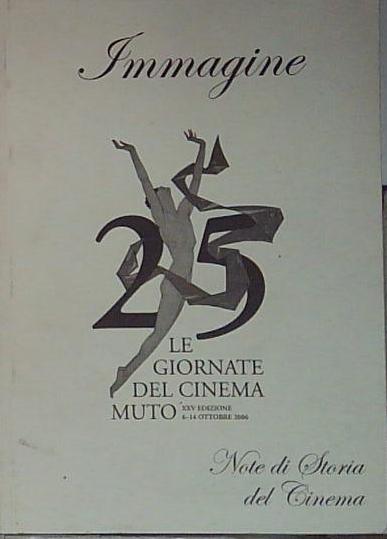 Immagine
25
LE
GIORNATE
DEL CINEMA
MUTO XXV EDIZIONE
6-14 OTTOBRE 2006
Note di Storia
del Cinema